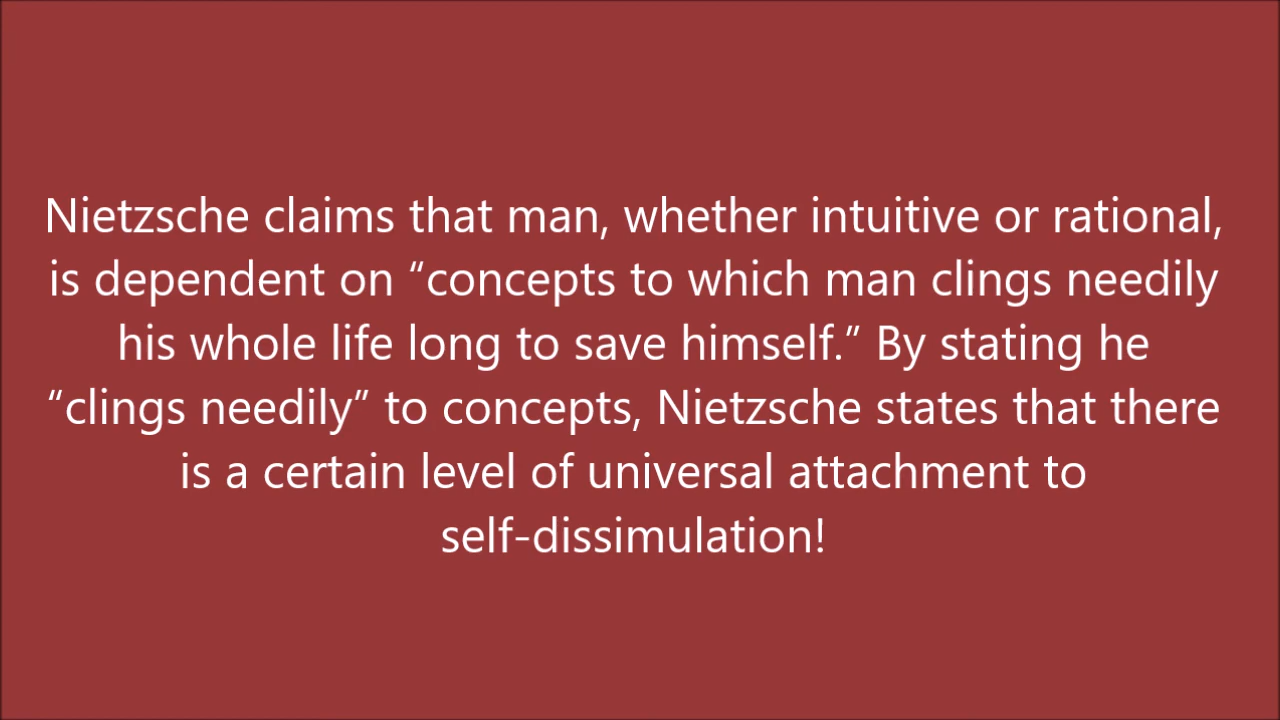 Nietzsche claims that man, whether intuitive or rational,
is dependent on “concepts to which man clings needily
his whole life long to save himself.” By stating he
“clings needily” to concepts, Nietzsche states that there
is a certain level of universal attachment to
self-dissimulation!